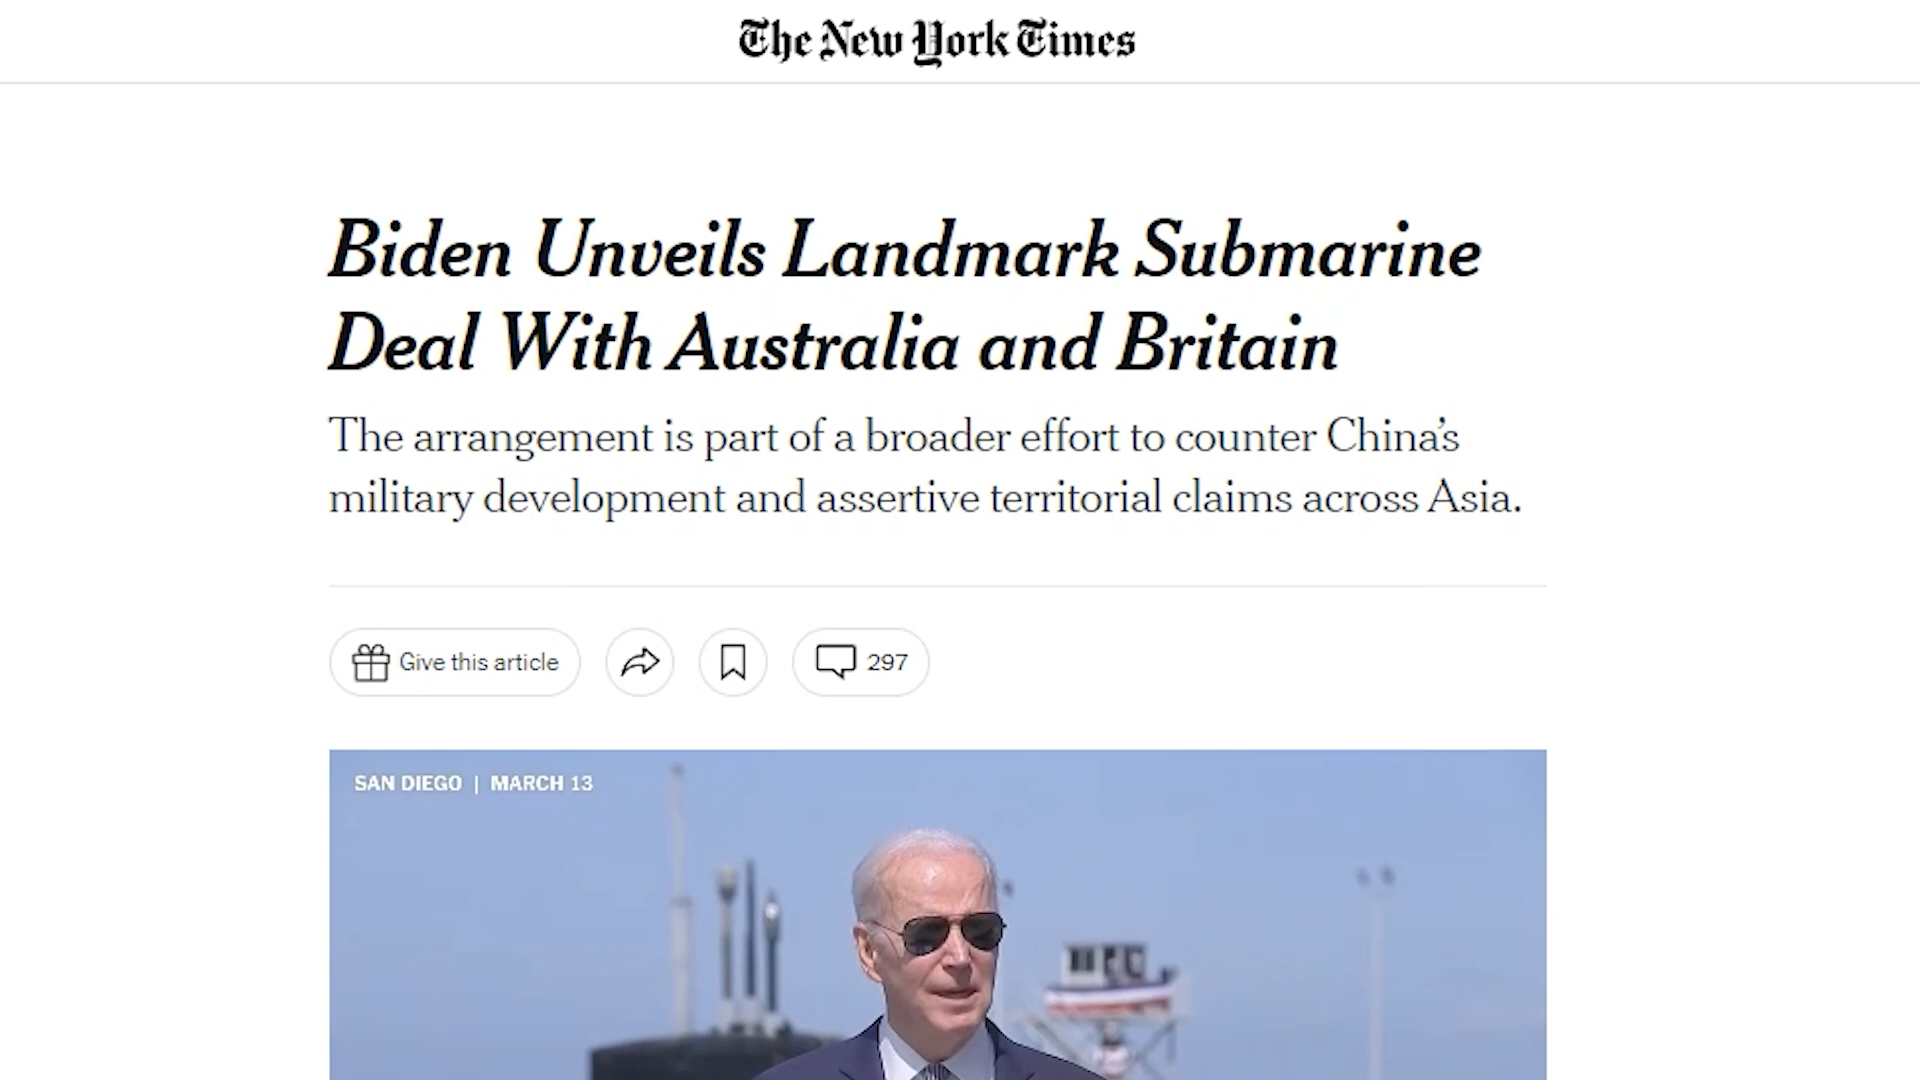 The New York Times
Biden Unveils Landmark Submarine
Deal With Australia and Britain
The arrangement is part of a broader effort to counter China’s
military development and assertive territorial claims across Asia.
Give this article
297
SAN DIEGO | MARCH 13